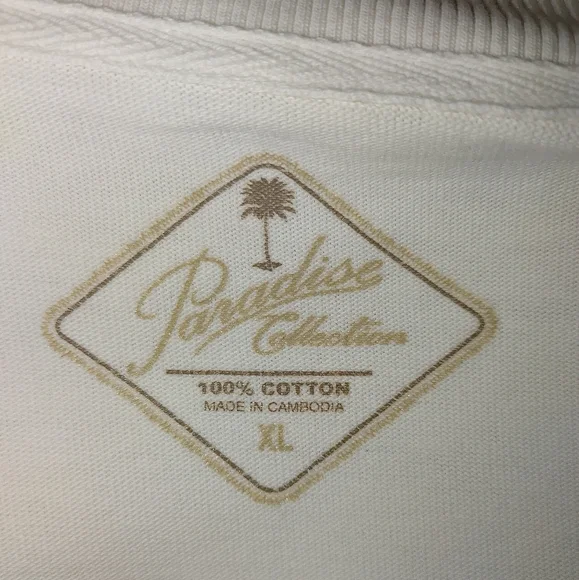 Paradise
Collection
100% COTTON
MADE IN CAMBODIA
XL